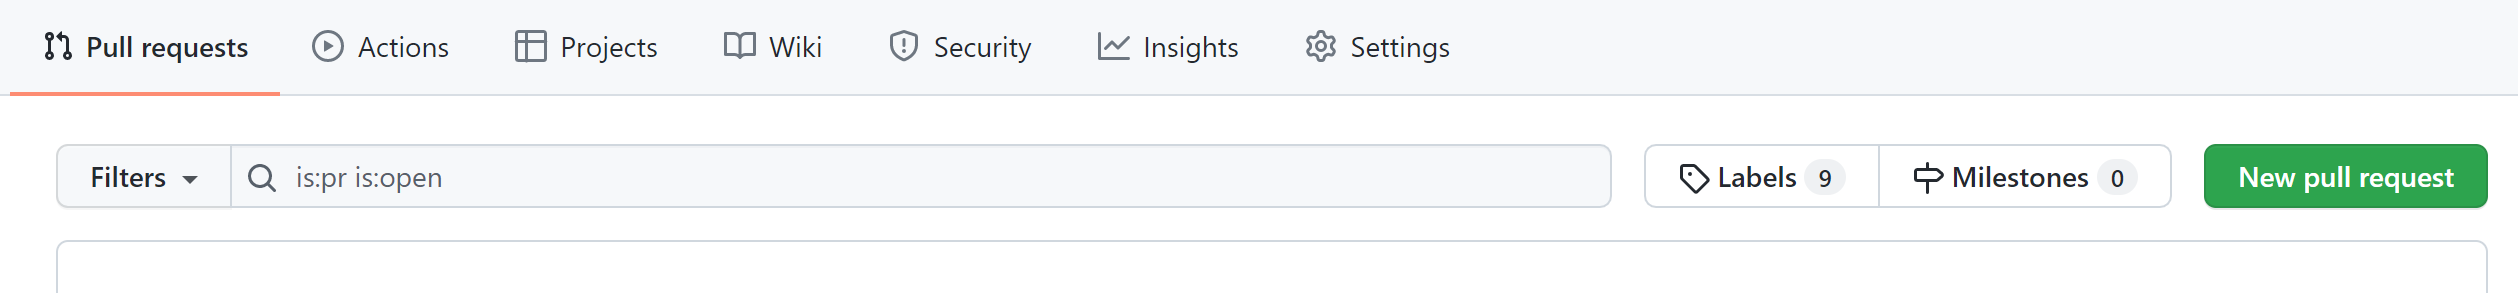 Pull requests Actions Projects Wiki Security Insights Settings
Filters is:pr is:open Labels 9 Milestones 0 New pull request